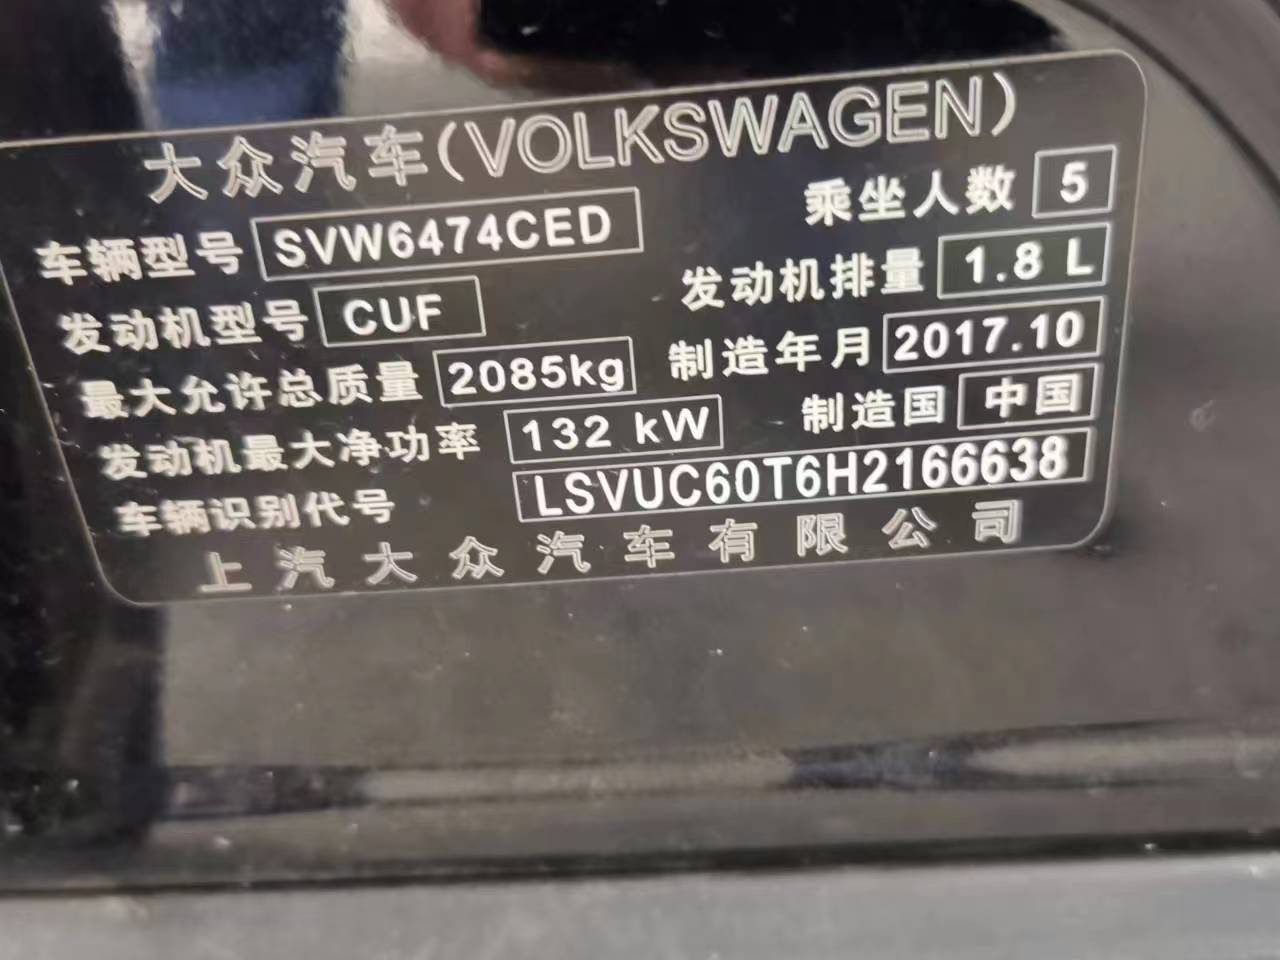 大众汽车(VOLKSWAGEN)
车辆型号 SVW6474CED 乘坐人数 5
发动机型号 CUF 发动机排量 1.8 L
最大允许总质量 2085kg 制造年月 2017.10
发动机最大净功率 132 kW 制造国 中国
车辆识别代号 LSVUC60T6H2166638
上汽大众汽车有限公司